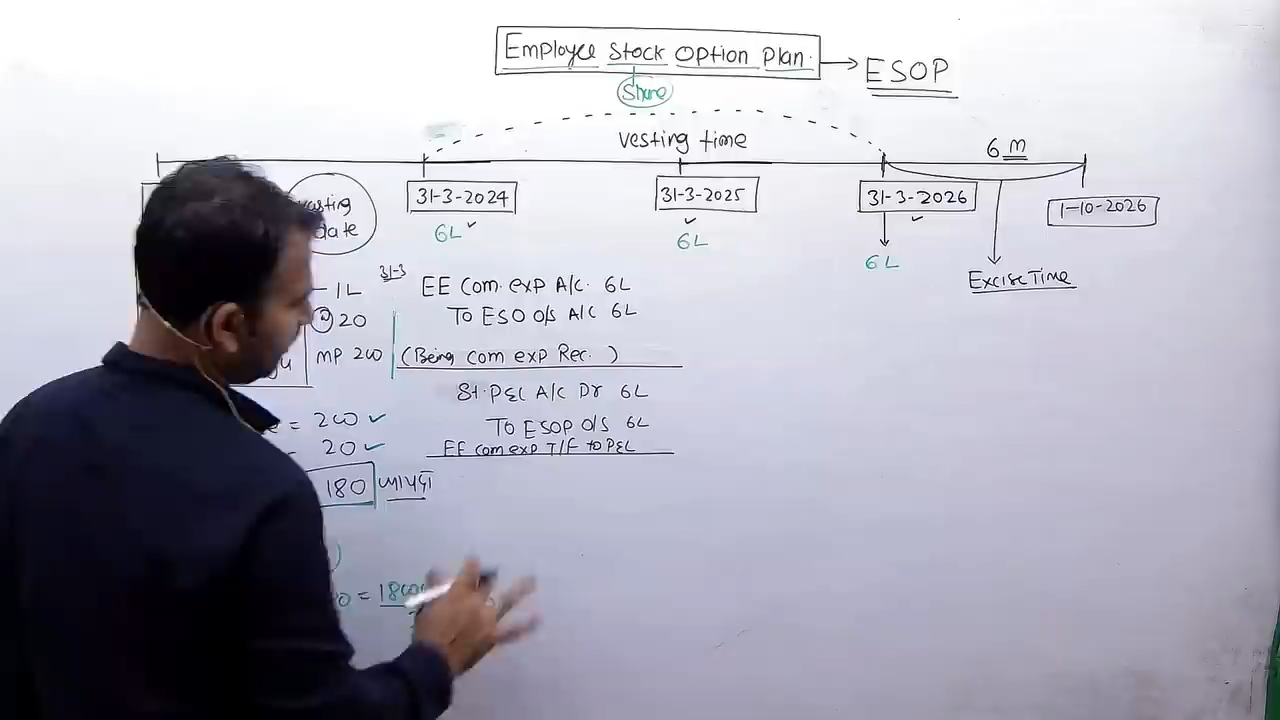 Employee Stock Option Plan. → ESOP
Share
vesting time
6 m
31-3-2024
31-3-2025
31-3-2026
1-10-2026
date
6L ✓
6L
6L
Excise Time
1L
31-3
EE Com. exp A/c. 6L
20
To ESO O/s A/c 6L
MP 200
(Being com exp Rec. )
St. P&L A/c Dr 6L
= 200 ✓
To ESOP O/S 6L
20 ✓
EE com exp T/F to P&L
180